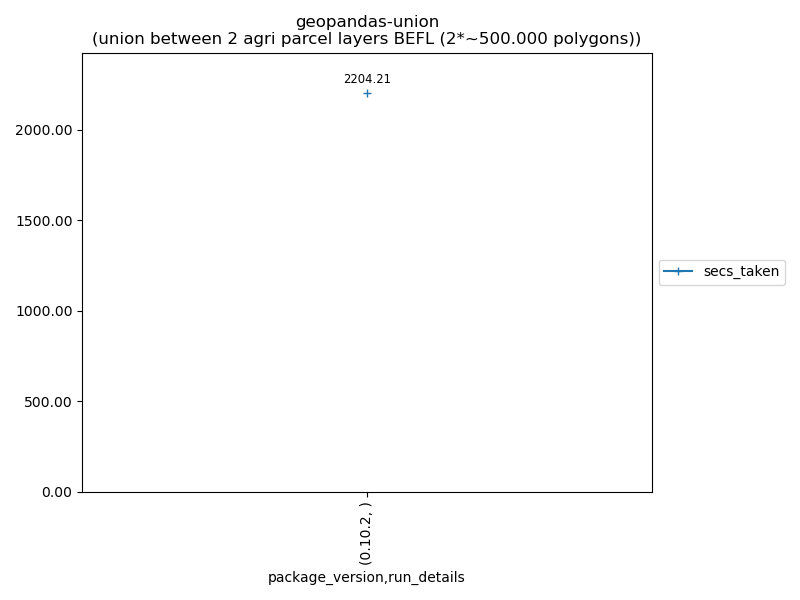 geopandas-union
(union between 2 agri parcel layers BEFL (2*~500.000 polygons))
2204.21
2000.00
1500.00
1000.00
500.00
0.00
secs_taken
(0.10.2, )
package_version,run_details